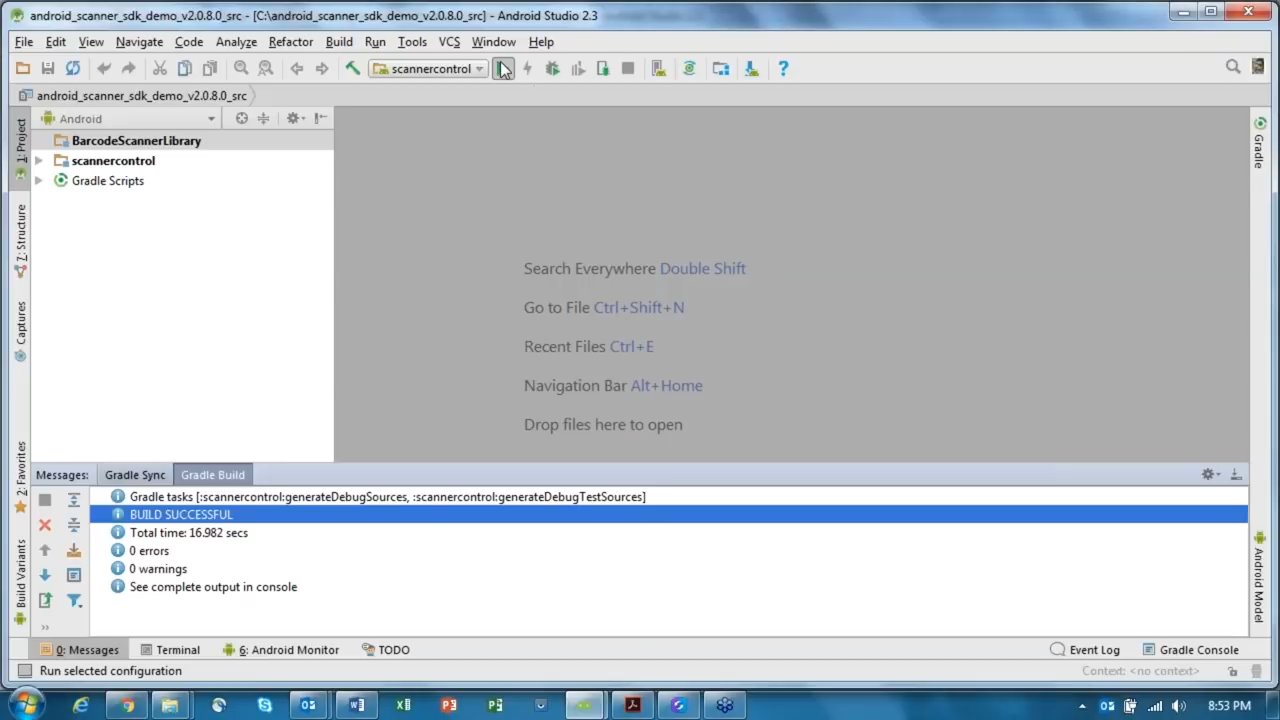 android_scanner_sdk_demo_v2.0.8.0_src - [C:\android_scanner_sdk_demo_v2.0.8.0_src] - Android Studio 2.3
File Edit View Navigate Code Analyze Refactor Build Run Tools VCS Window Help
scannercontrol
android_scanner_sdk_demo_v2.0.8.0_src
1: Project
Android
BarcodeScannerLibrary
scannercontrol
Gradle Scripts
Z: Structure
Captures
2: Favorites
Build Variants
Gradle
Android Model
Search Everywhere Double Shift
Go to File Ctrl+Shift+N
Recent Files Ctrl+E
Navigation Bar Alt+Home
Drop files here to open
Messages: Gradle Sync Gradle Build
Gradle tasks [:scannercontrol:generateDebugSources, :scannercontrol:generateDebugTestSources]
BUILD SUCCESSFUL
Total time: 16.982 secs
0 errors
0 warnings
See complete output in console
0: Messages Terminal 6: Android Monitor TODO Event Log Gradle Console
Run selected configuration Context: <no context>
8:53 PM